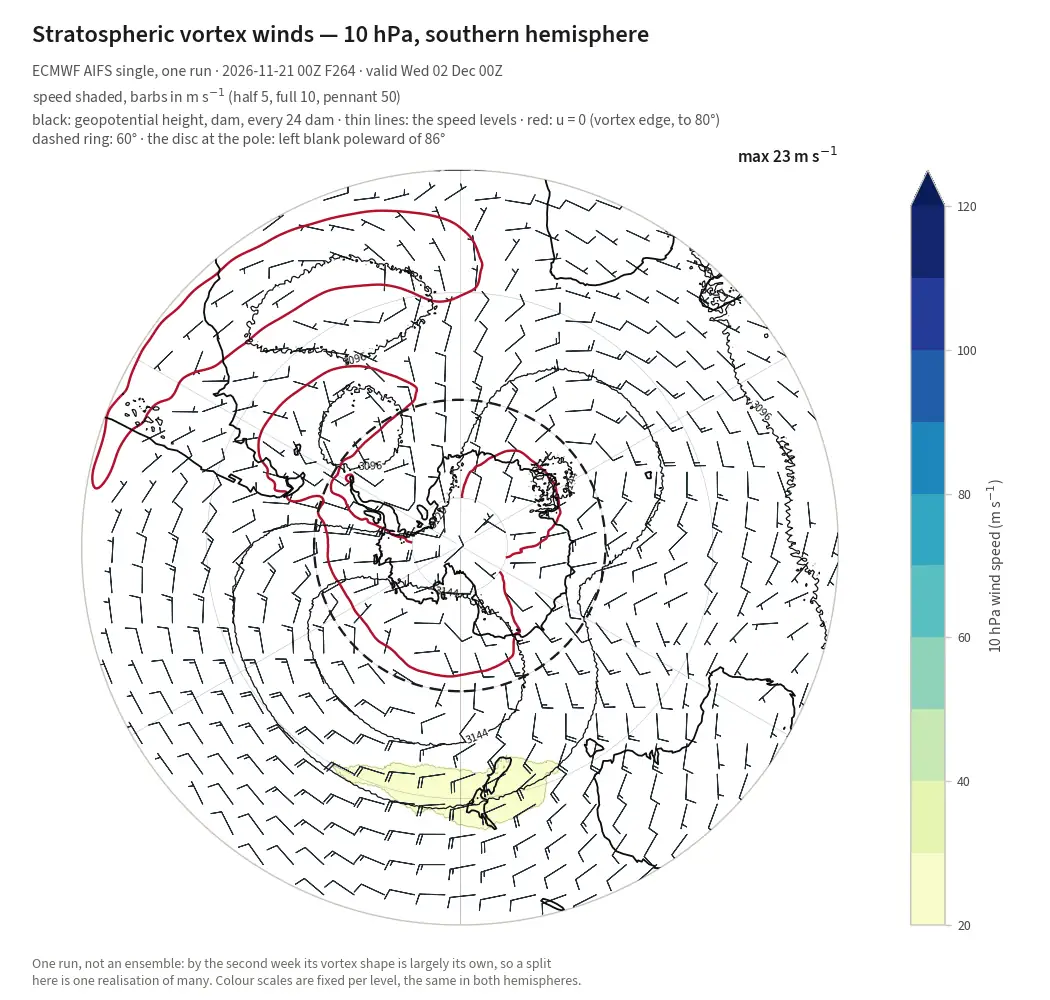 Stratospheric vortex winds — 10 hPa, southern hemisphere
ECMWF AIFS single, one run · 2026-11-21 00Z F264 · valid Wed 02 Dec 00Z
speed shaded, barbs in m s⁻¹ (half 5, full 10, pennant 50)
black: geopotential height, dam, every 24 dam · thin lines: the speed levels · red: u = 0 (vortex edge, to 80°)
dashed ring: 60° · the disc at the pole: left blank poleward of 86°
max 23 m s⁻¹
120
100
80
60
40
20
10 hPa wind speed (m s⁻¹)
3096
3096
3096
3144
3144
One run, not an ensemble: by the second week its vortex shape is largely its own, so a split
here is one realisation of many. Colour scales are fixed per level, the same in both hemispheres.